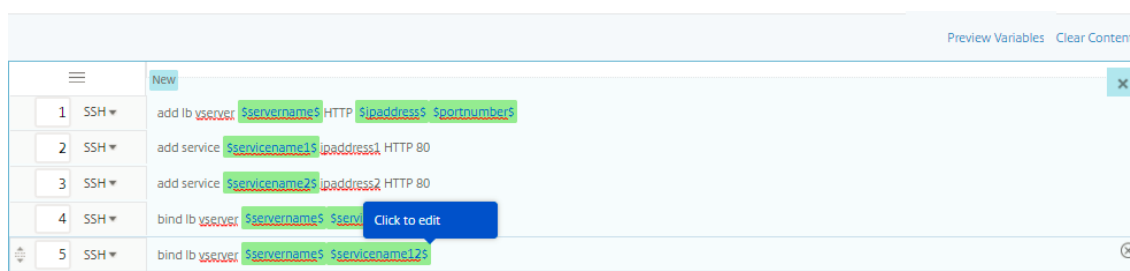 Preview Variables Clear Conten
New
1 SSH add lb vserver $servername$ HTTP $ipaddress$ $portnumber$
2 SSH add service $servicename1$ ipaddress1 HTTP 80
3 SSH add service $servicename2$ ipaddress2 HTTP 80
4 SSH bind lb vserver $servername$ $servi
Click to edit
5 SSH bind lb vserver $servername$ $servicename12$